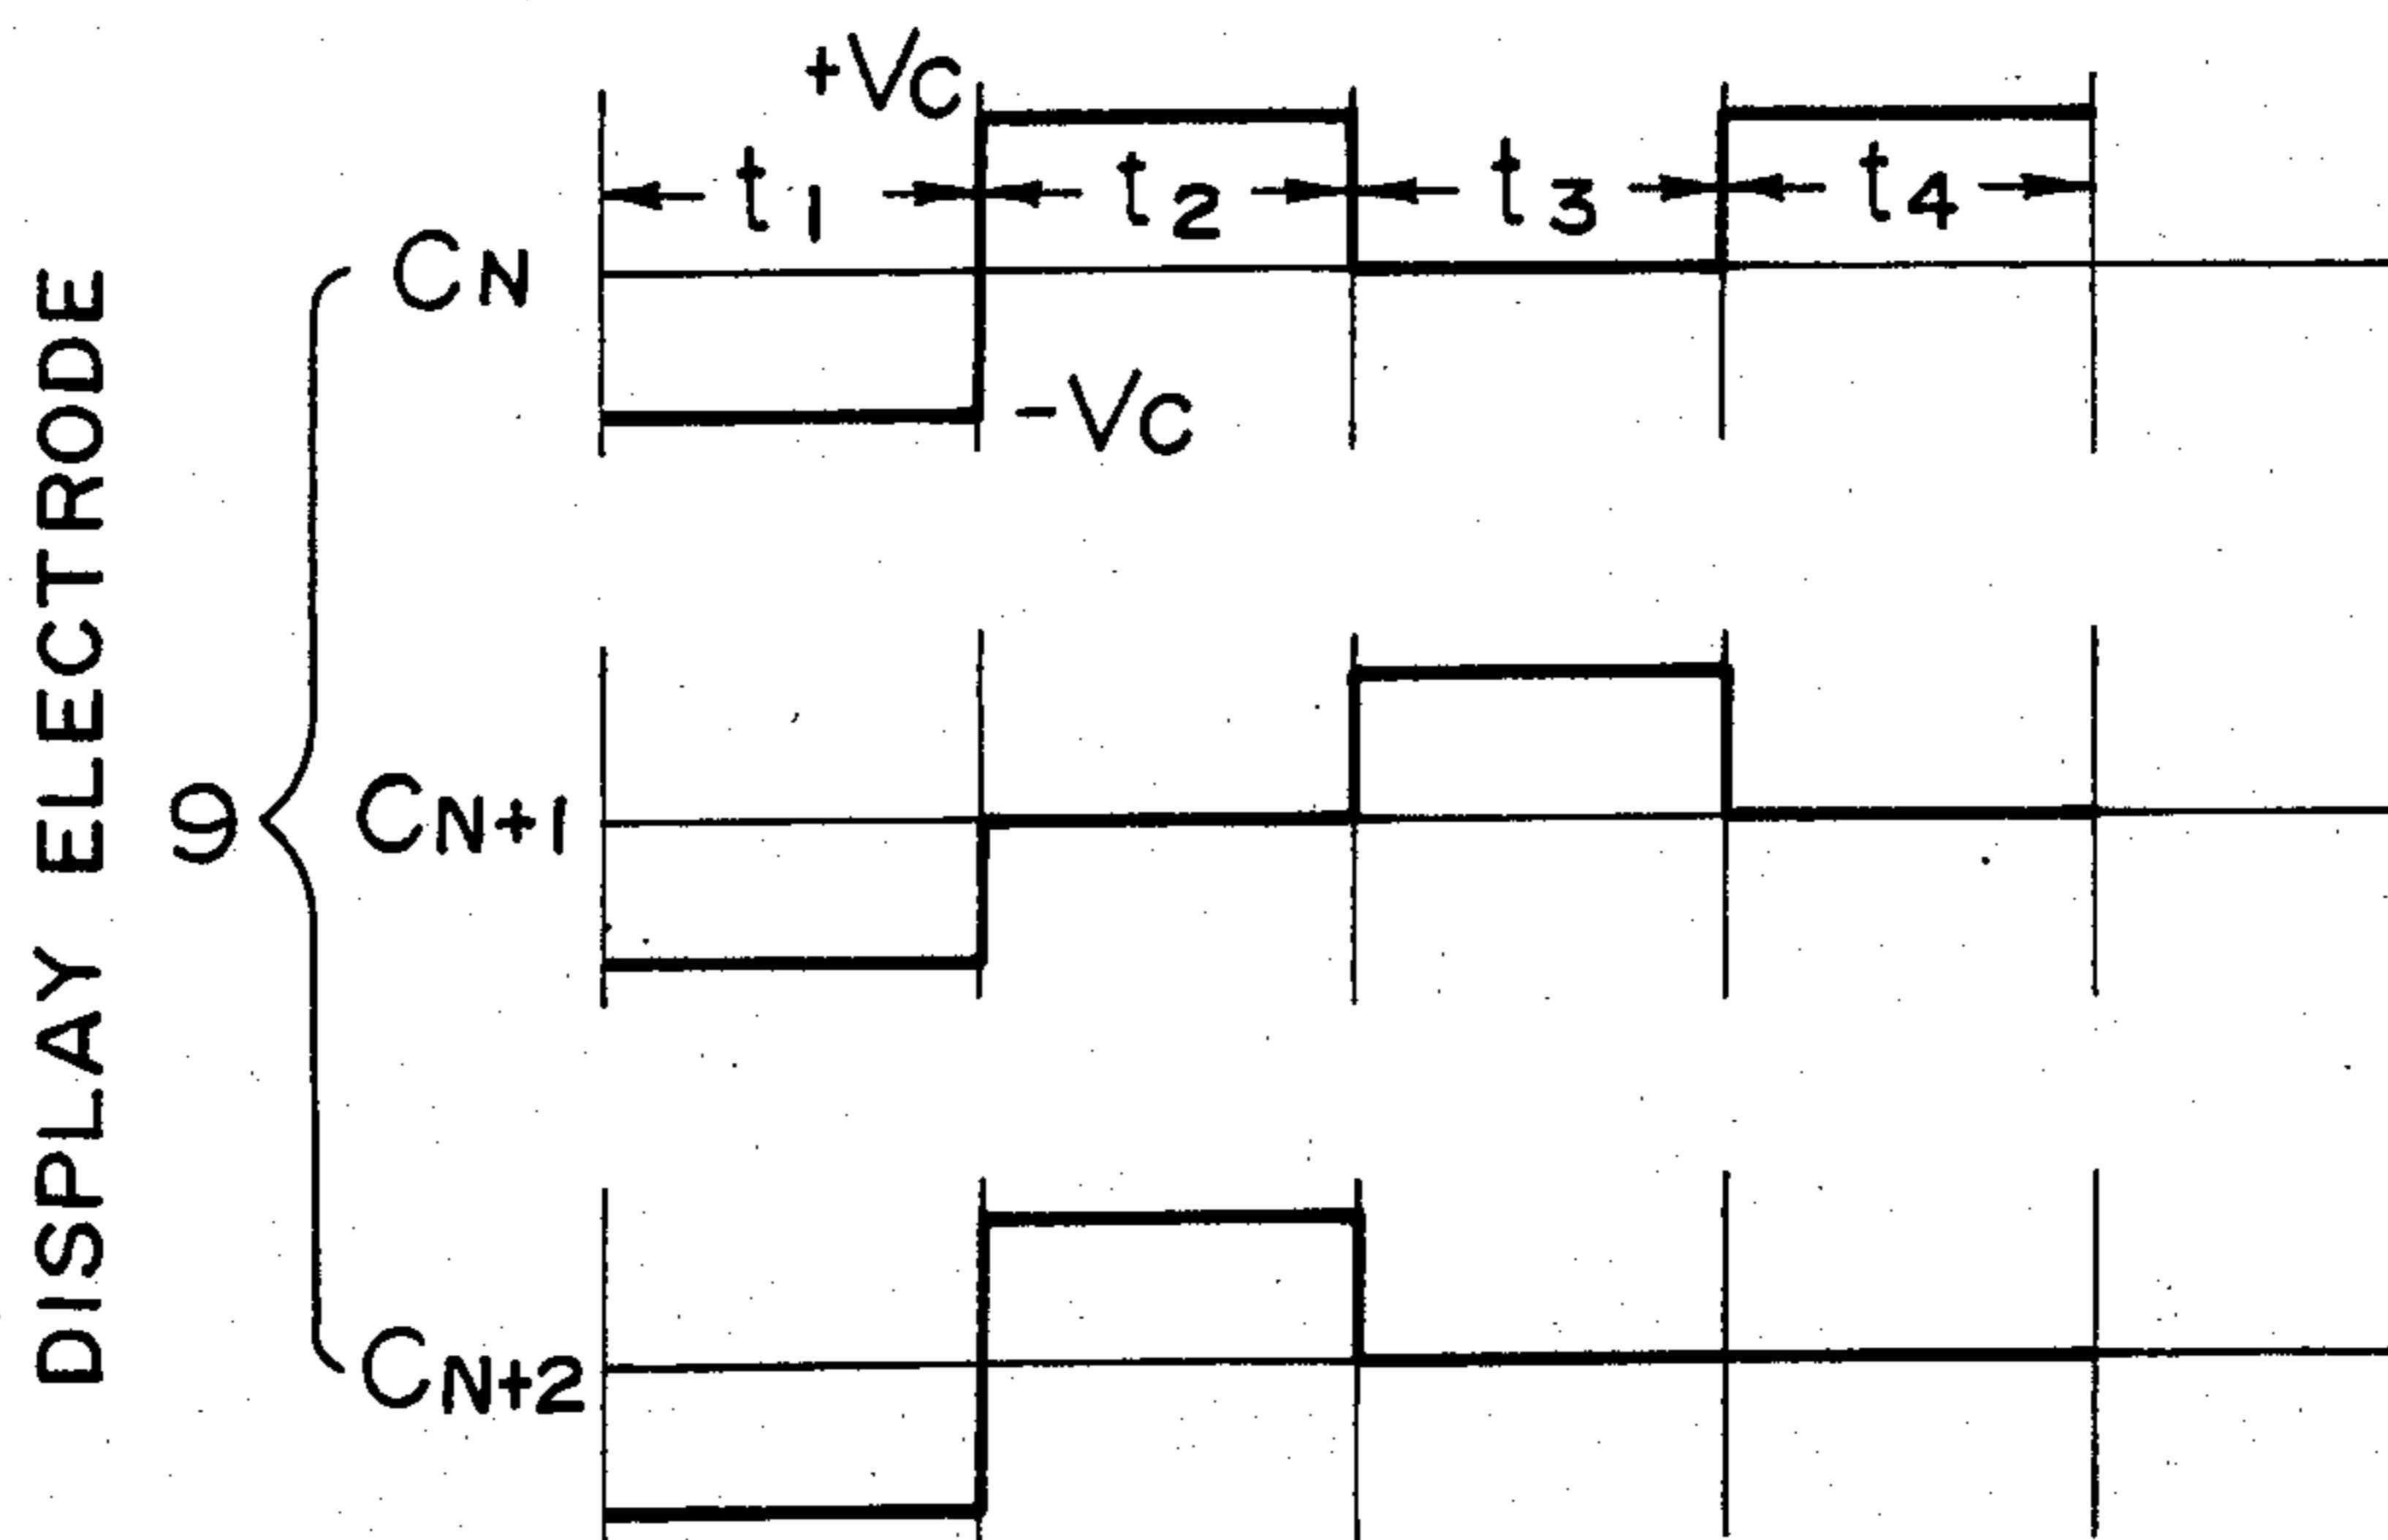 DISPLAY ELECTRODE
9
+VC
t1
t2
t3
t4
CN
-VC
CN+1
CN+2